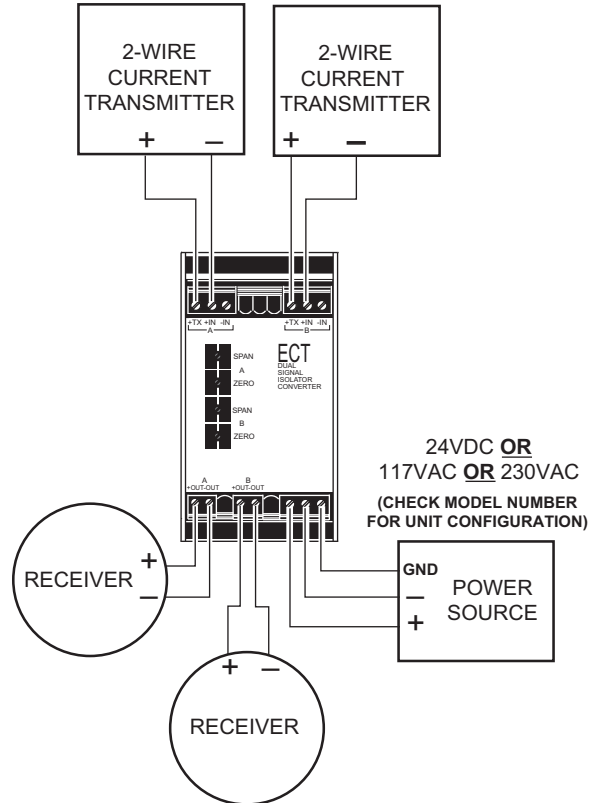 2-WIRE
CURRENT
TRANSMITTER
+ –
2-WIRE
CURRENT
TRANSMITTER
+ –
+TX +IN -IN
A
+TX +IN -IN
B
SPAN
A
ZERO
SPAN
B
ZERO
ECT
DUAL
SIGNAL
ISOLATOR
CONVERTER
A
+OUT-OUT
B
+OUT-OUT
24VDC OR
117VAC OR 230VAC
(CHECK MODEL NUMBER
FOR UNIT CONFIGURATION)
GND
–
+
POWER
SOURCE
RECEIVER
+
–
+ –
RECEIVER